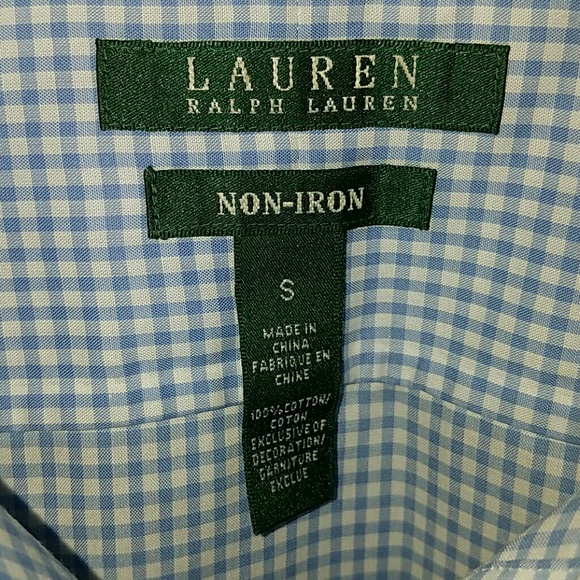 LAUREN
RALPH LAUREN
NON-IRON
S
MADE IN
CHINA
FABRIQUE EN
CHINE
100% COTTON/
COTON
EXCLUSIVE OF
DECORATION/
GARNITURE
EXCLUE